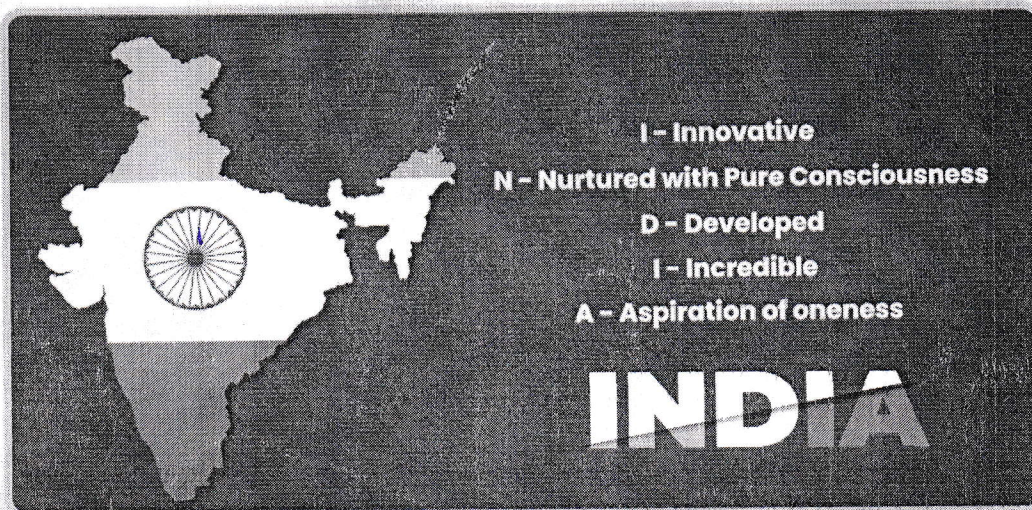 I - Innovative
N - Nurtured with Pure Consciousness
D - Developed
I - Incredible
A - Aspiration of oneness
INDIA